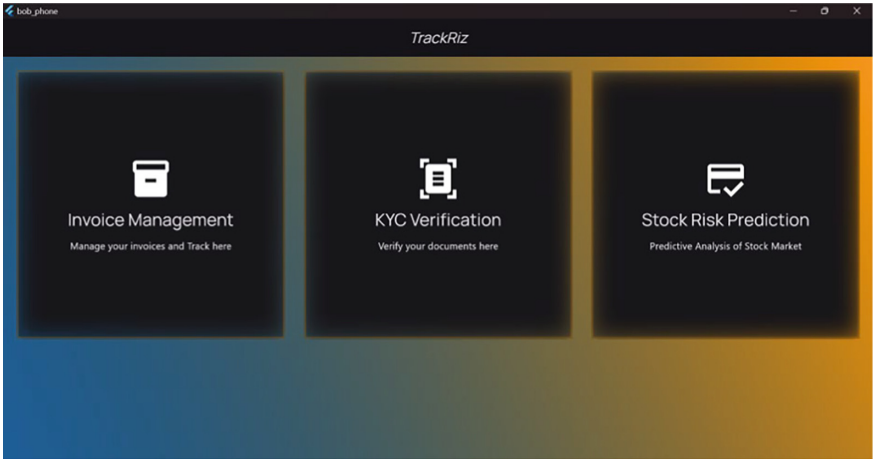 bob_phone
TrackRiz
Invoice Management
Manage your invoices and Track here
KYC Verification
Verify your documents here
Stock Risk Prediction
Predictive Analysis of Stock Market